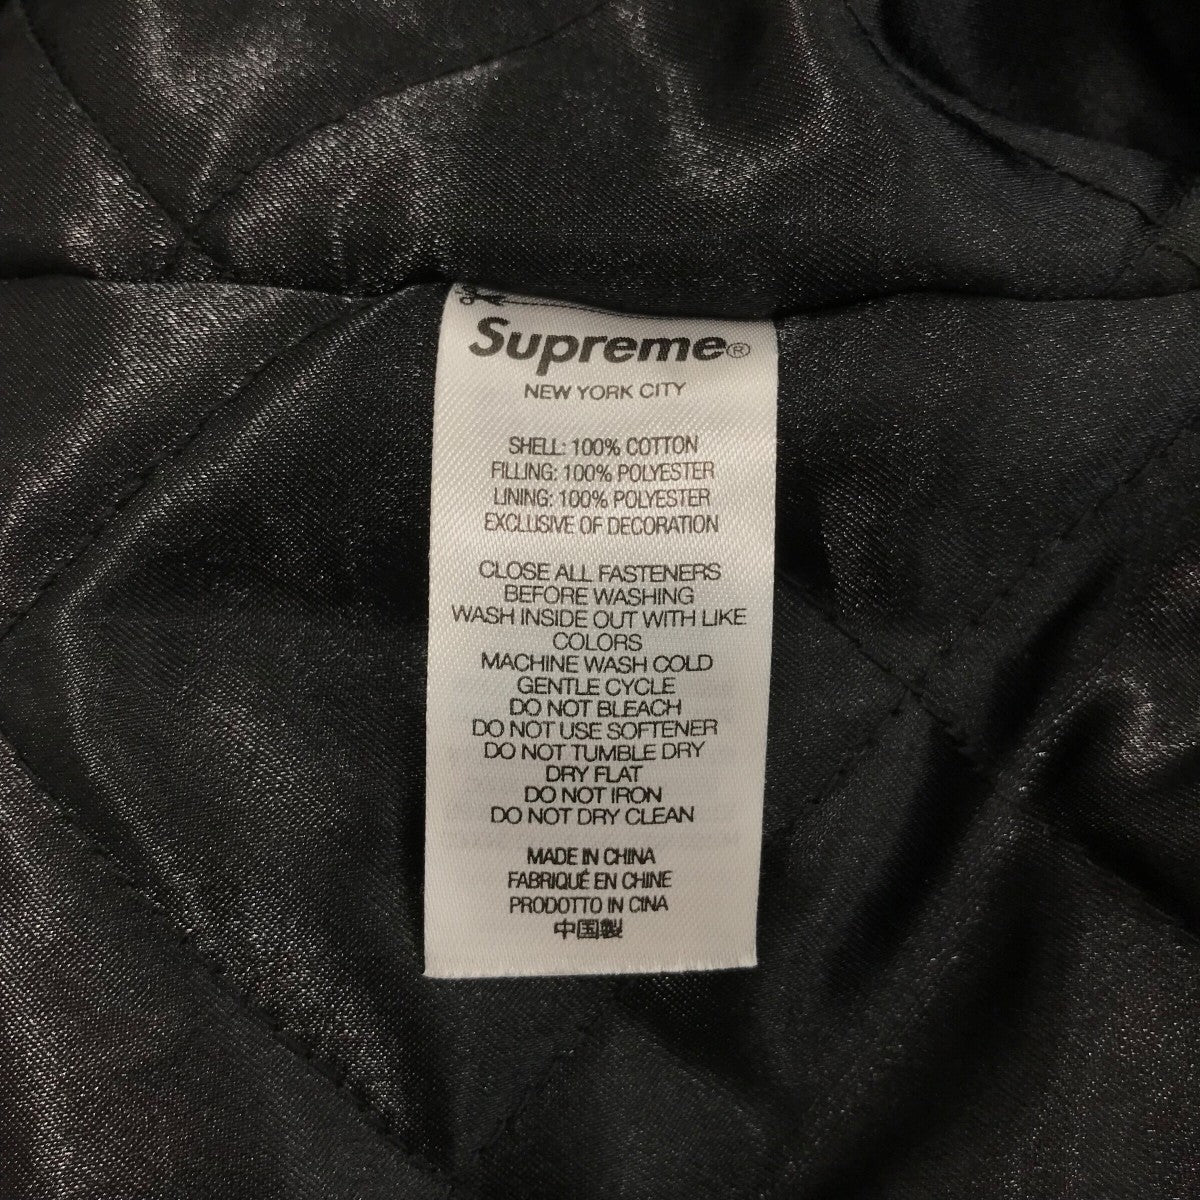 Supreme®
NEW YORK CITY
SHELL: 100% COTTON
FILLING: 100% POLYESTER
LINING: 100% POLYESTER
EXCLUSIVE OF DECORATION
CLOSE ALL FASTENERS
BEFORE WASHING
WASH INSIDE OUT WITH LIKE
COLORS
MACHINE WASH COLD
GENTLE CYCLE
DO NOT BLEACH
DO NOT USE SOFTENER
DO NOT TUMBLE DRY
DRY FLAT
DO NOT IRON
DO NOT DRY CLEAN
MADE IN CHINA
FABRIQUÉ EN CHINE
PRODOTTO IN CINA
中国製